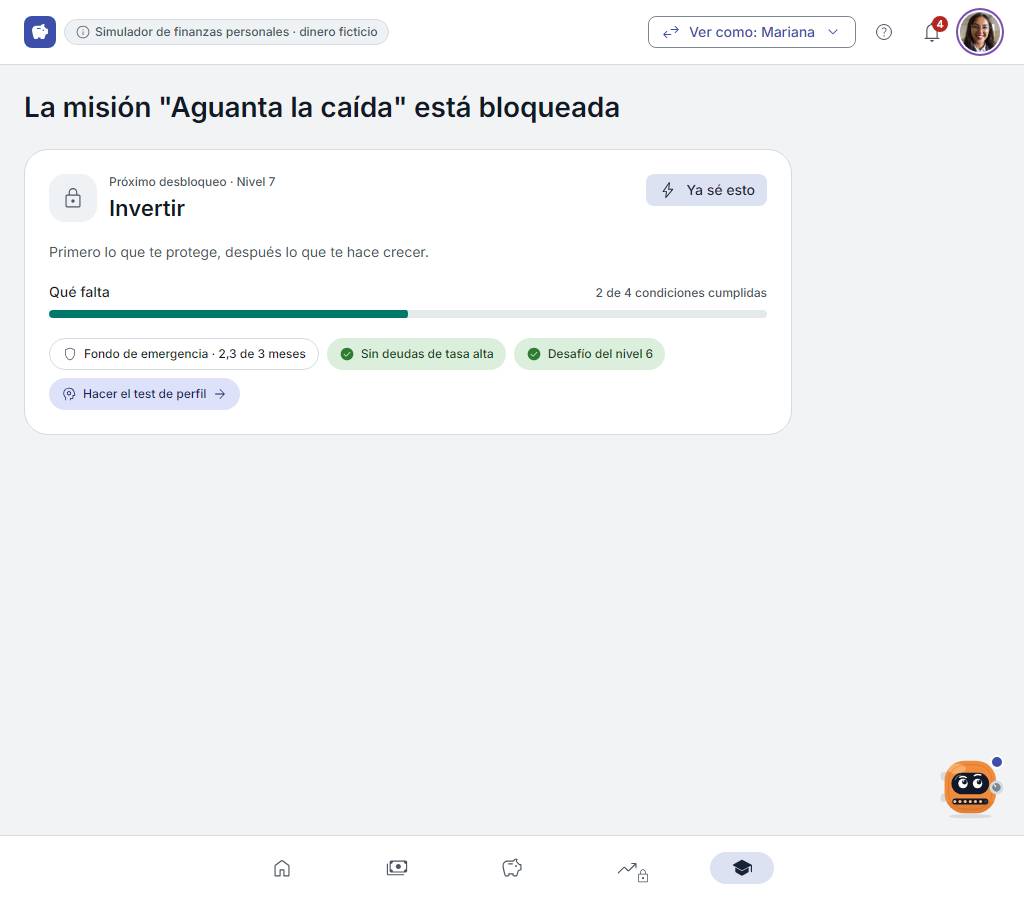 Simulador de finanzas personales · dinero ficticio
Ver como: Mariana
4
La misión "Aguanta la caída" está bloqueada
Próximo desbloqueo · Nivel 7
Invertir
Ya sé esto
Primero lo que te protege, después lo que te hace crecer.
Qué falta
2 de 4 condiciones cumplidas
Fondo de emergencia · 2,3 de 3 meses
Sin deudas de tasa alta
Desafío del nivel 6
Hacer el test de perfil